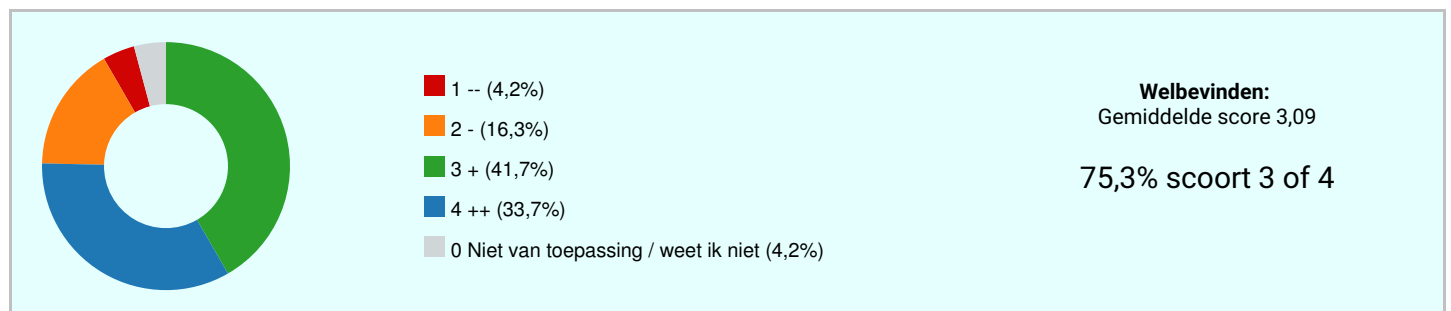 1 -- (4,2%)
2 - (16,3%)
3 + (41,7%)
4 ++ (33,7%)
0 Niet van toepassing / weet ik niet (4,2%)
Welbevinden:
Gemiddelde score 3,09
75,3% scoort 3 of 4